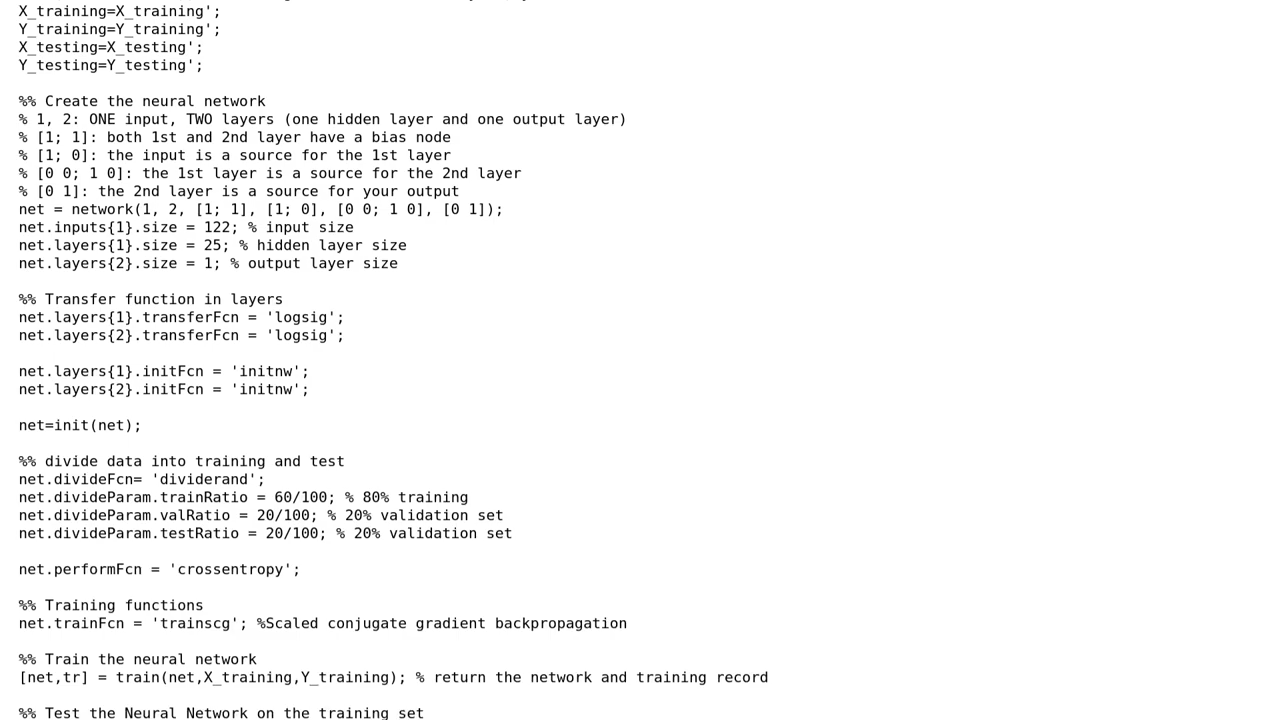 X_training=X_training';
Y_training=Y_training';
X_testing=X_testing';
Y_testing=Y_testing';
%% Create the neural network
% 1, 2: ONE input, TWO layers (one hidden layer and one output layer)
% [1; 1]: both 1st and 2nd layer have a bias node
% [1; 0]: the input is a source for the 1st layer
% [0 0; 1 0]: the 1st layer is a source for the 2nd layer
% [0 1]: the 2nd layer is a source for your output
net = network(1, 2, [1; 1], [1; 0], [0 0; 1 0], [0 1]);
net.inputs{1}.size = 122; % input size
net.layers{1}.size = 25; % hidden layer size
net.layers{2}.size = 1; % output layer size
%% Transfer function in layers
net.layers{1}.transferFcn = 'logsig';
net.layers{2}.transferFcn = 'logsig';
net.layers{1}.initFcn = 'initnw';
net.layers{2}.initFcn = 'initnw';
net=init(net);
%% divide data into training and test
net.divideFcn= 'dividerand';
net.divideParam.trainRatio = 60/100; % 80% training
net.divideParam.valRatio = 20/100; % 20% validation set
net.divideParam.testRatio = 20/100; % 20% validation set
net.performFcn = 'crossentropy';
%% Training functions
net.trainFcn = 'trainscg'; %Scaled conjugate gradient backpropagation
%% Train the neural network
[net,tr] = train(net,X_training,Y_training); % return the network and training record
%% Test the Neural Network on the training set